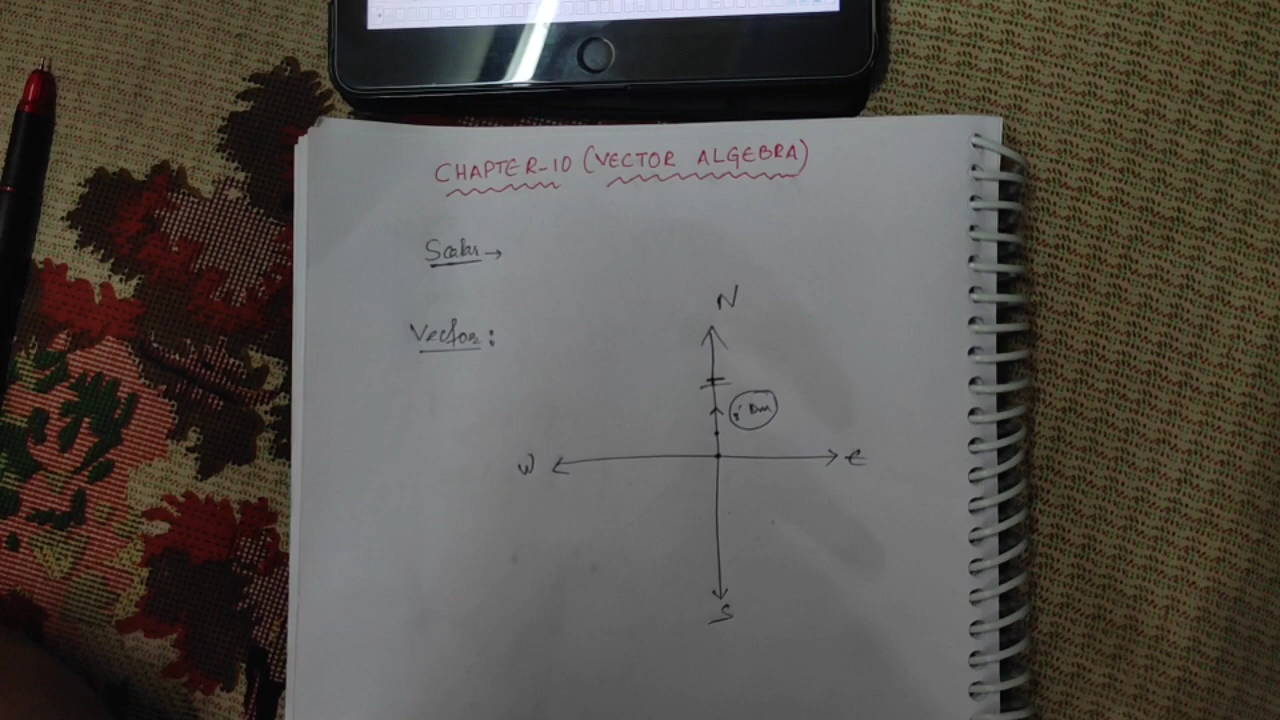 CHAPTER-10 (VECTOR ALGEBRA)
Scalar →
N
Vector :
W
E
S